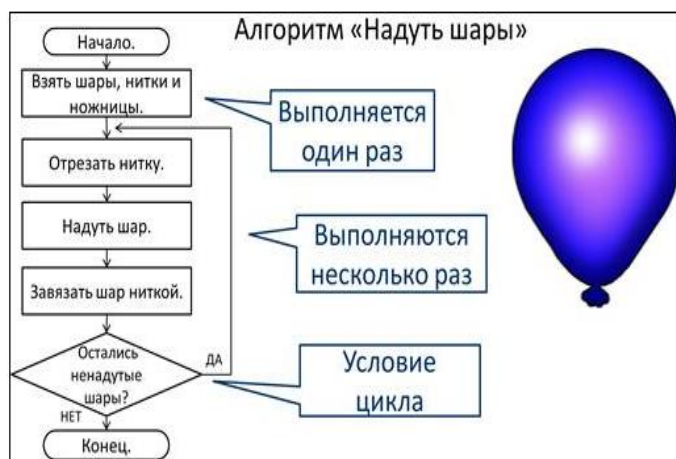 Алгоритм «Надуть шары»
Начало.
Взять шары, нитки и
ножницы.
Выполняется
один раз
Отрезать нитку.
Надуть шар.
Выполняются
несколько раз
Завязать шар ниткой.
Остались
ненадутые
шары?
ДА
Условие
цикла
НЕТ
Конец.